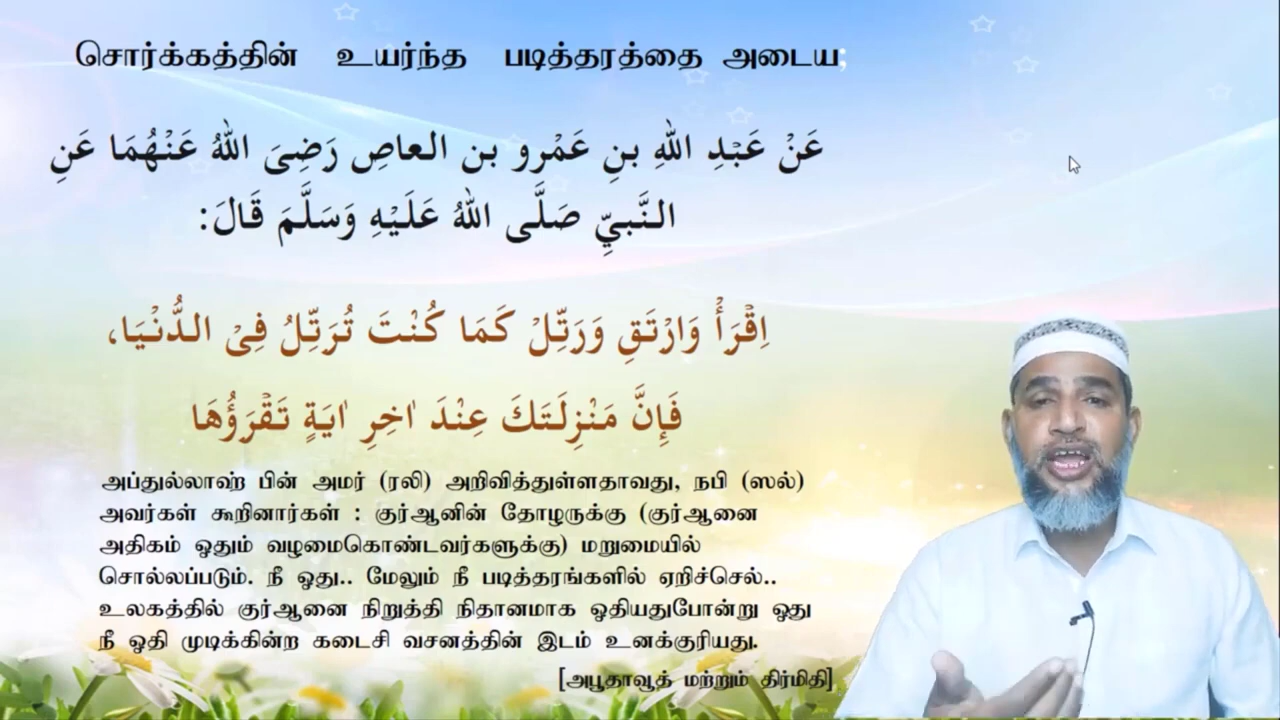 சொர்க்கத்தின் உயர்ந்த படித்தரத்தை அடைய;
عَنْ عَبْدِ اللهِ بنِ عَمْرو بن العاصِ رَضِىَ اللهُ عَنْهُمَا عَنِ
النَّبيِّ صَلَّى اللهُ عَلَيْهِ وَسَلَّمَ قَالَ:
اِقْرَأْ وَارْتَقِ وَرَتِّلْ كَمَا كُنْتَ تُرَتِّلُ فِىْ الدُّنْيَا،
فَإِنَّ مَنْزِلَتَكَ عِنْدَ اٰخِرِ اٰيَةٍ تَقْرَؤُهَا
அப்துல்லாஹ் பின் அமர் (ரலி) அறிவித்துள்ளதாவது, நபி (ஸல்)
அவர்கள் கூறினார்கள் : குர்ஆனின் தோழருக்கு (குர்ஆனை
அதிகம் ஓதும் வழமைகொண்டவர்களுக்கு) மறுமையில்
சொல்லப்படும். நீ ஓது.. மேலும் நீ படித்தரங்களில் ஏறிச்செல்..
உலகத்தில் குர்ஆனை நிறுத்தி நிதானமாக ஓதியதுபோன்று ஓது
நீ ஓதி முடிக்கின்ற கடைசி வசனத்தின் இடம் உனக்குரியது.
[அபூதாவூத் மற்றும் திர்மிதி]